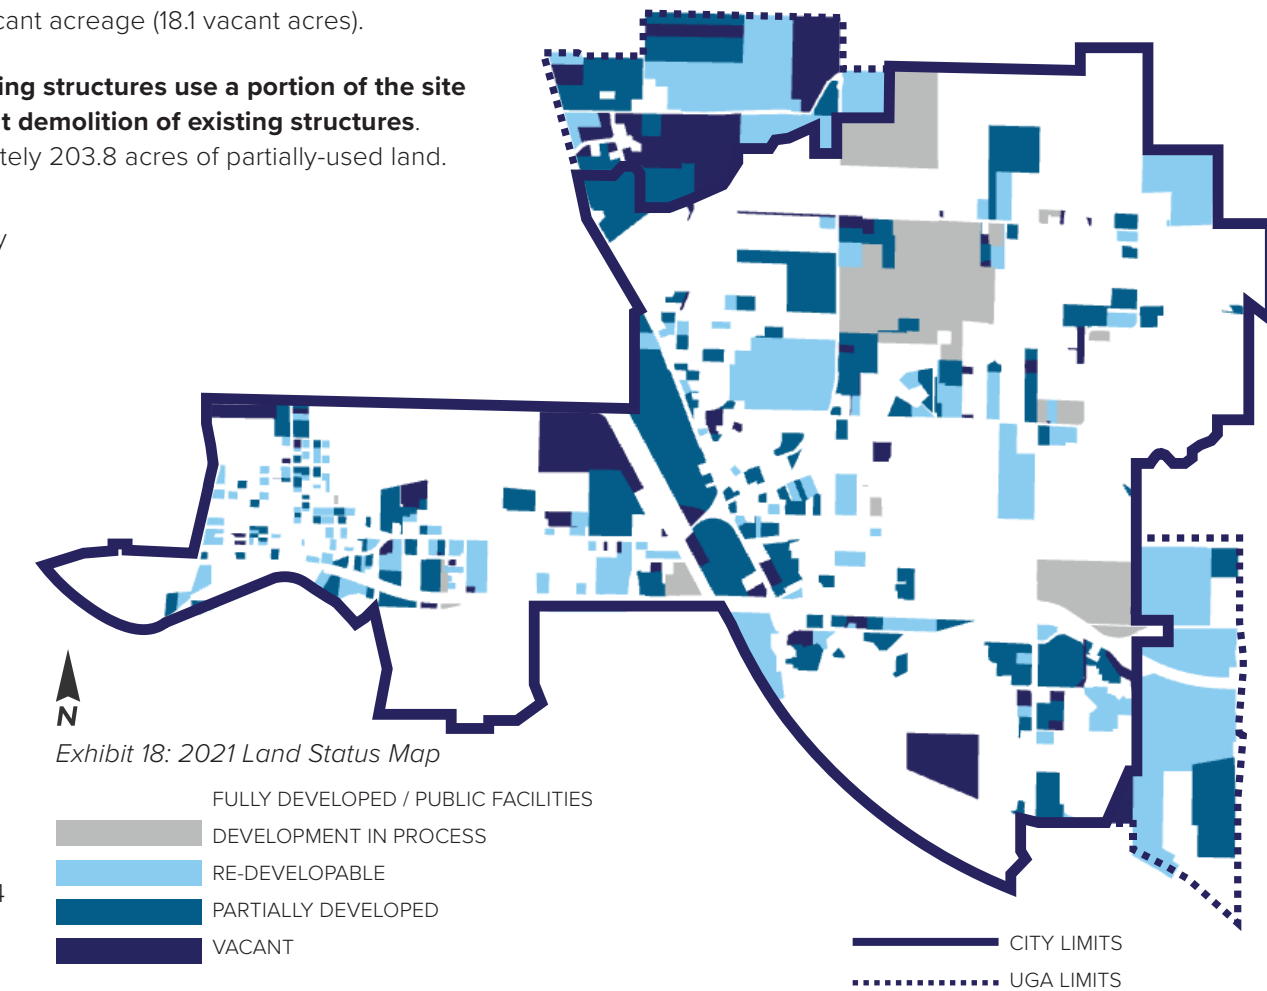 cant acreage (18.1 vacant acres).
ing structures use a portion of the site
t demolition of existing structures.
tely 203.8 acres of partially-used land.
y
N
Exhibit 18: 2021 Land Status Map
FULLY DEVELOPED / PUBLIC FACILITIES
DEVELOPMENT IN PROCESS
RE-DEVELOPABLE
4
PARTIALLY DEVELOPED
VACANT
CITY LIMITS
UGA LIMITS